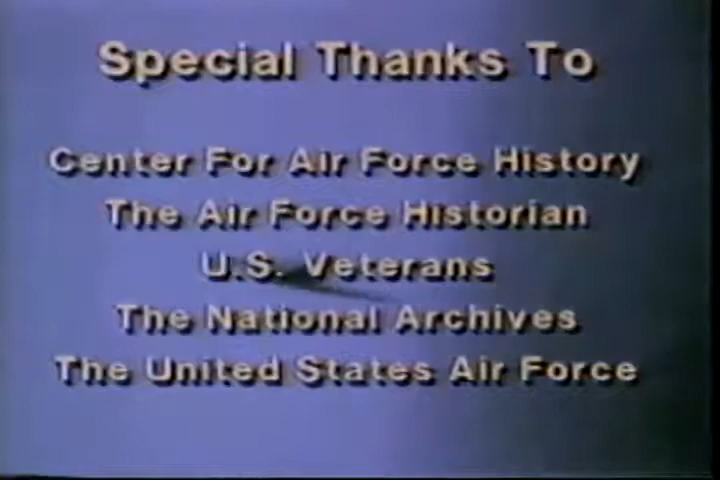 Special Thanks To
Center For Air Force History
The Air Force Historian
U.S. Veterans
The National Archives
The United States Air Force